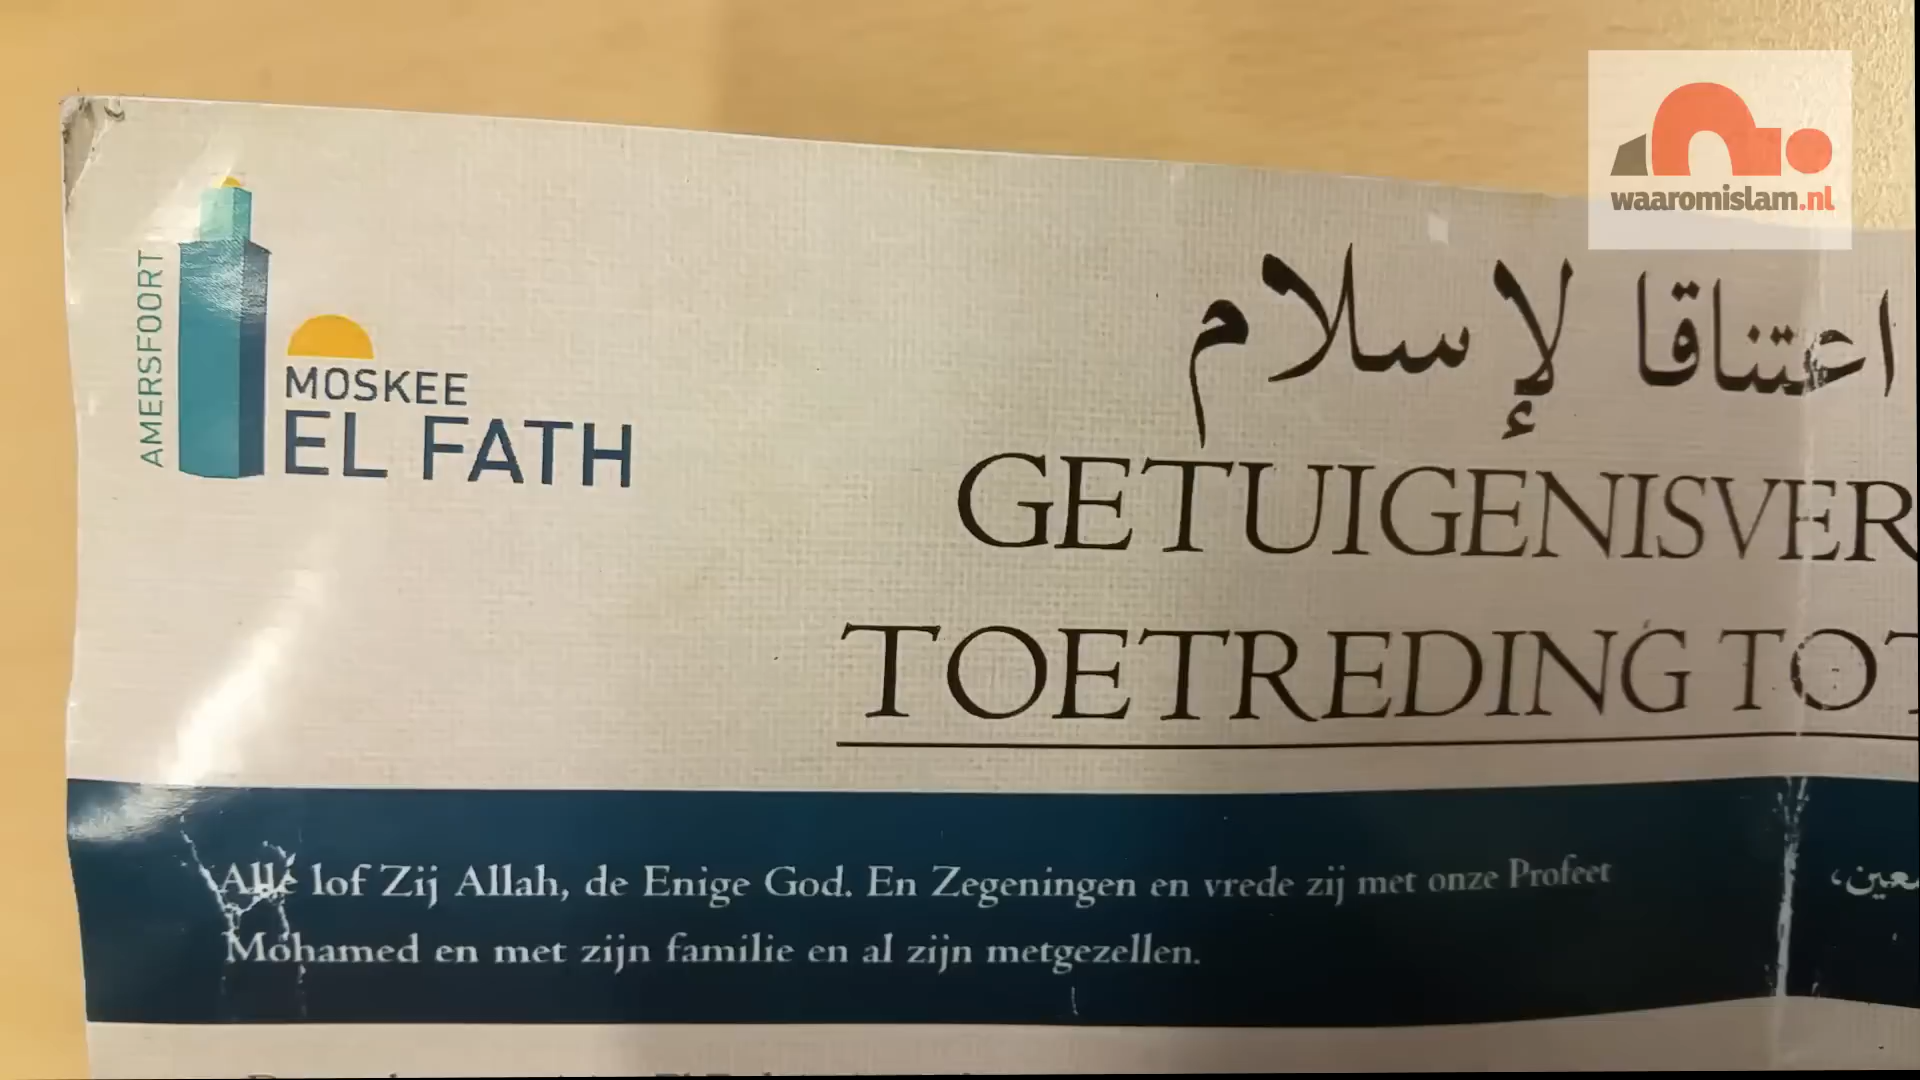 waaromislam.nl
AMERSFOORT
MOSKEE
EL FATH
اعتناقا لإسلام
GETUIGENISVER
TOETREDING TOT
Alle lof Zij Allah, de Enige God. En Zegeningen en vrede zij met onze Profeet
Mohamed en met zijn familie en al zijn metgezellen.